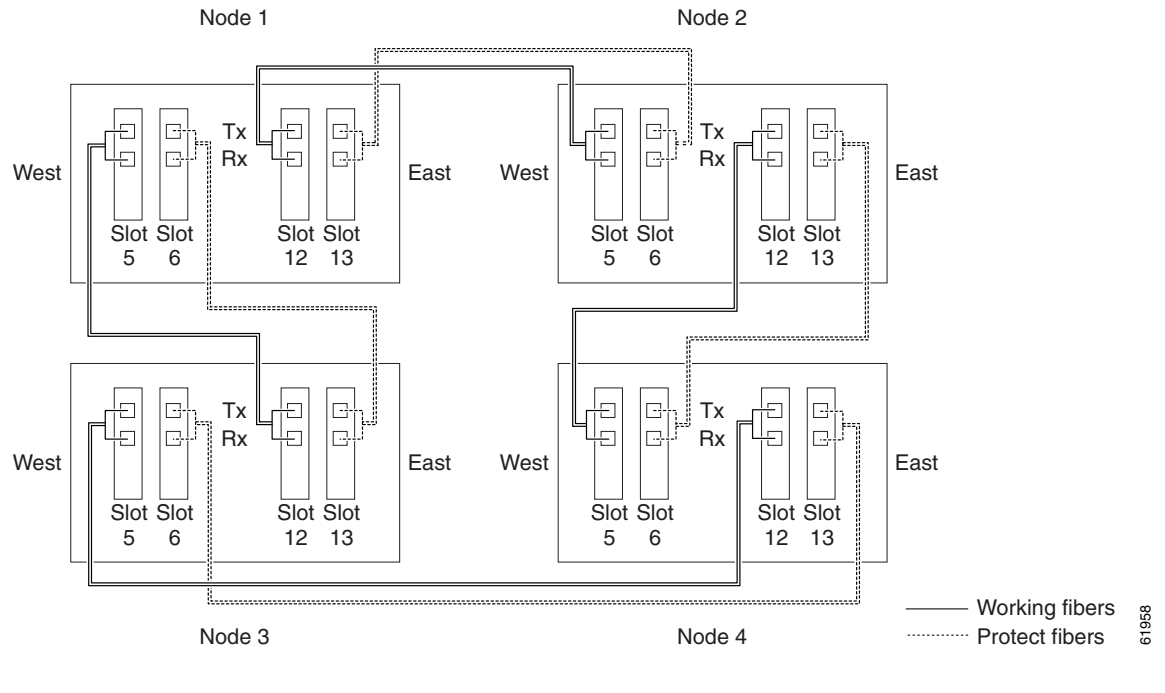 Node 1
Node 2
Tx
Rx
Tx
Rx
West
East
West
East
Slot Slot
5 6
Slot Slot
12 13
Slot Slot
5 6
Slot Slot
12 13
Tx
Rx
Tx
Rx
West
East
West
East
Slot Slot
5 6
Slot Slot
12 13
Slot Slot
5 6
Slot Slot
12 13
Node 3
Node 4
Working fibers
Protect fibers
61958